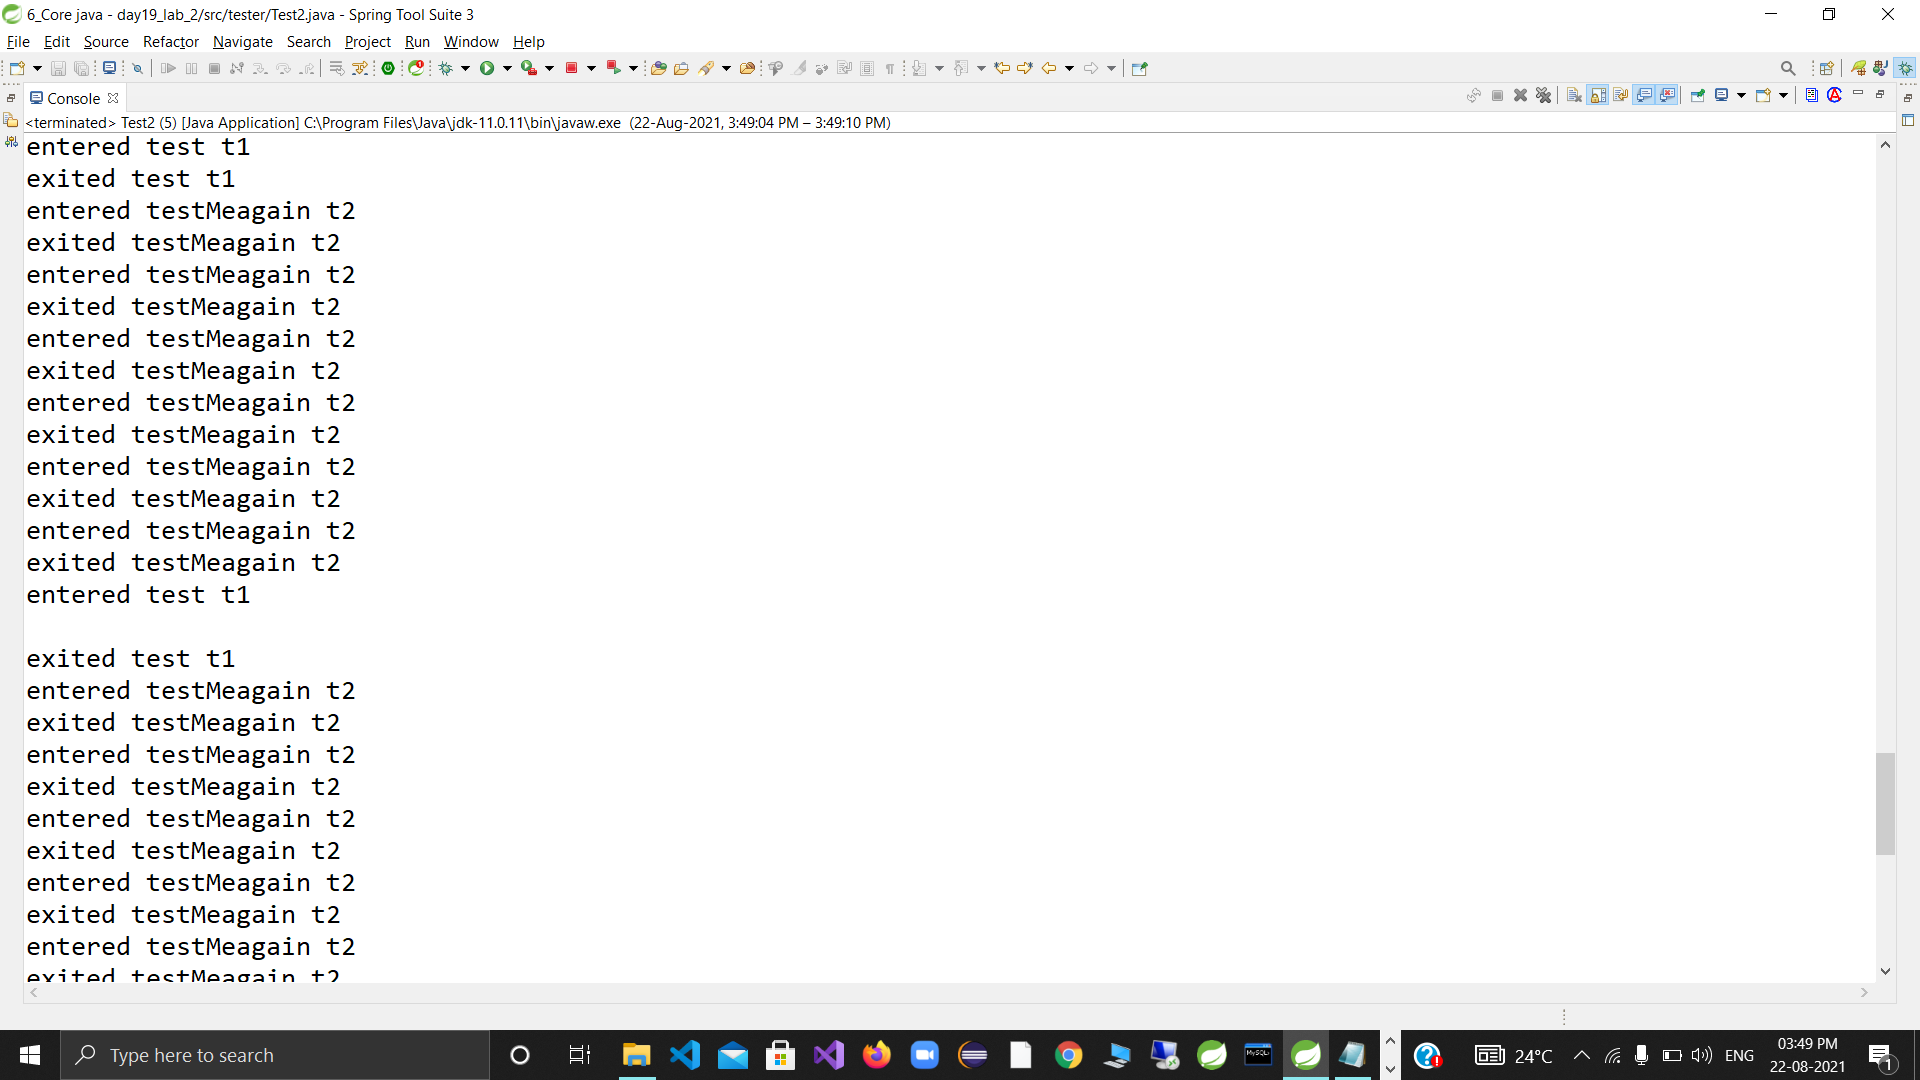 6_Core java - day19_lab_2/src/tester/Test2.java - Spring Tool Suite 3
File Edit Source Refactor Navigate Search Project Run Window Help
Console
<terminated> Test2 (5) [Java Application] C:\Program Files\Java\jdk-11.0.11\bin\javaw.exe (22-Aug-2021, 3:49:04 PM – 3:49:10 PM)
entered test t1
exited test t1
entered testMeagain t2
exited testMeagain t2
entered testMeagain t2
exited testMeagain t2
entered testMeagain t2
exited testMeagain t2
entered testMeagain t2
exited testMeagain t2
entered testMeagain t2
exited testMeagain t2
entered testMeagain t2
exited testMeagain t2
entered test t1
exited test t1
entered testMeagain t2
exited testMeagain t2
entered testMeagain t2
exited testMeagain t2
entered testMeagain t2
exited testMeagain t2
entered testMeagain t2
exited testMeagain t2
entered testMeagain t2
exited testMeagain t2
Type here to search
MySQL
24°C
ENG
03:49 PM
22-08-2021
1